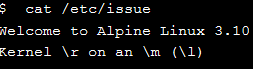 $  cat /etc/issue
Welcome to Alpine Linux 3.10
Kernel \r on an \m (\l)